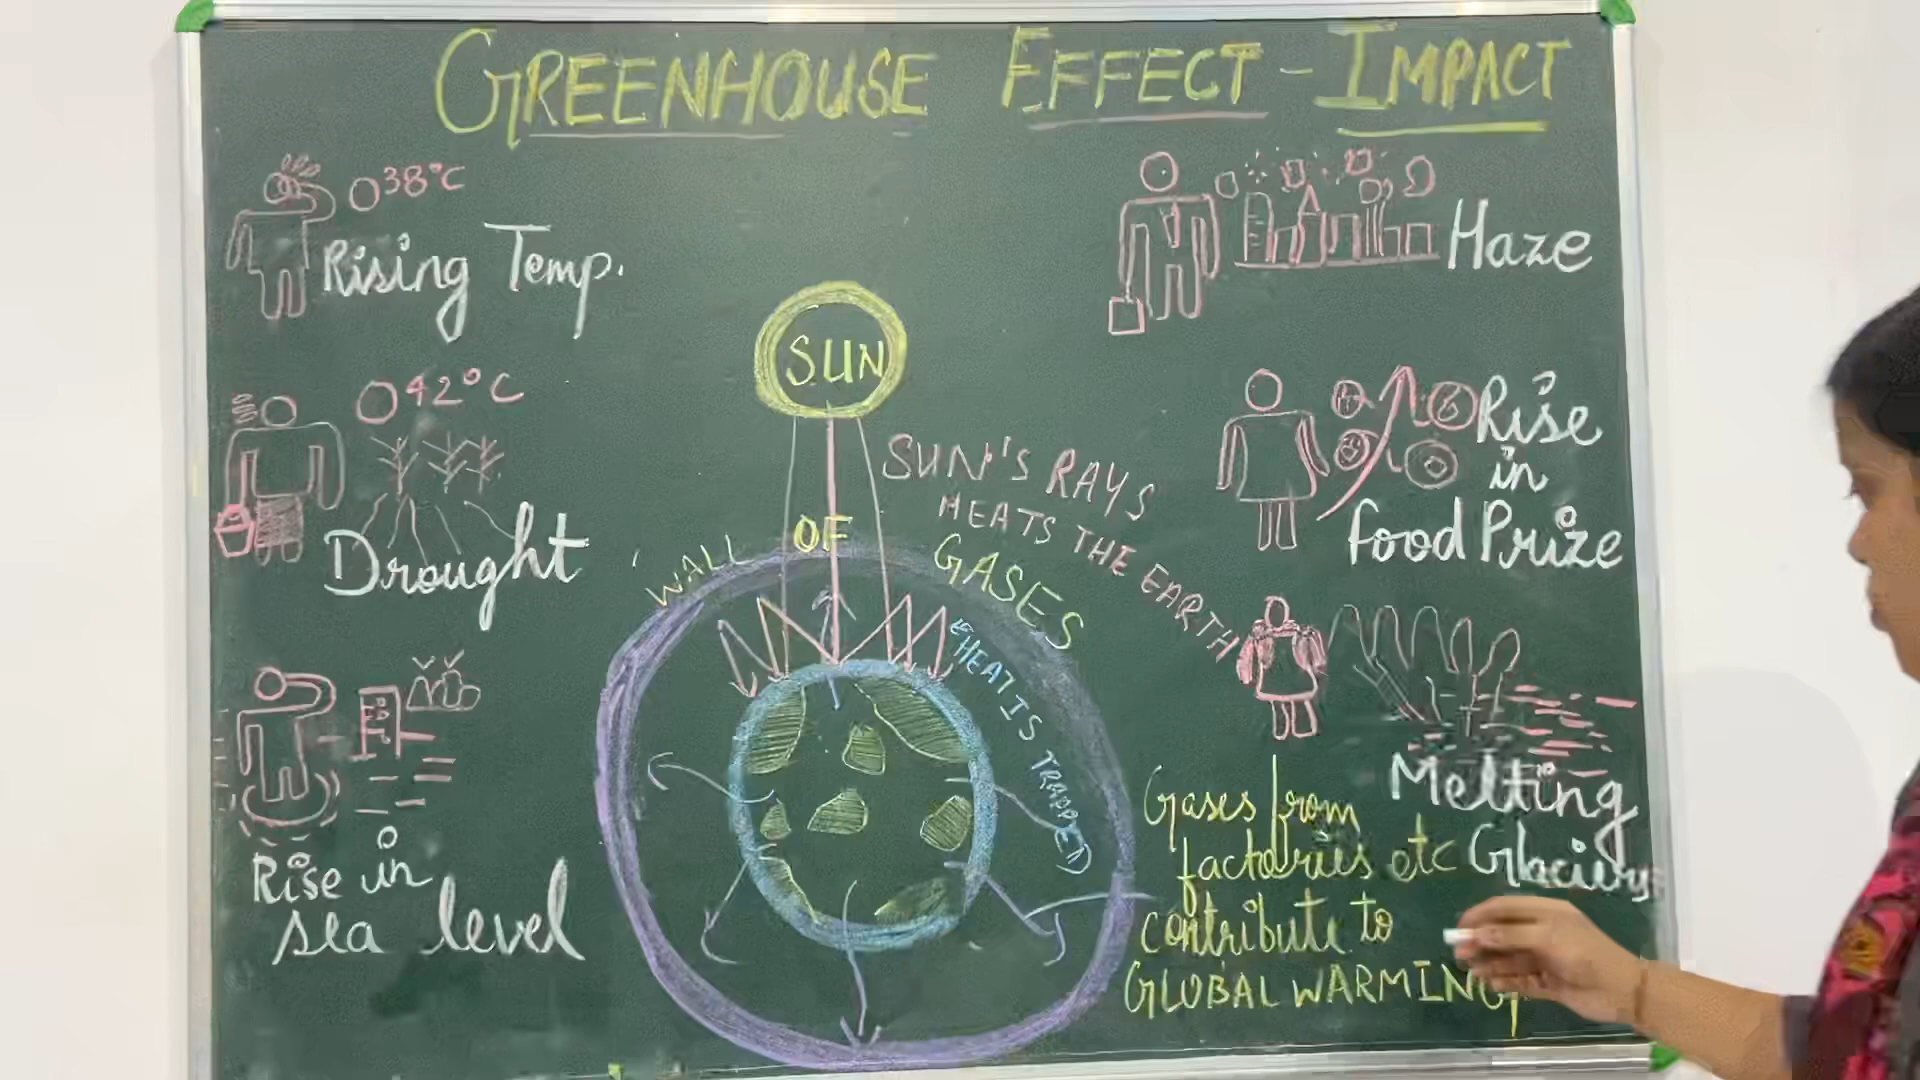 GREENHOUSE EFFECT - IMPACT
38°C
Rising Temp.
42°C
Drought
Rise in
sea level
SUN
SUN'S RAYS
HEATS THE EARTH
WALL OF GASES
(HEAT IS TRAPPED)
Haze
Rise
in
food Prize
Melting
Glaciers
Gases from
factories etc
contribute to
GLOBAL WARMING